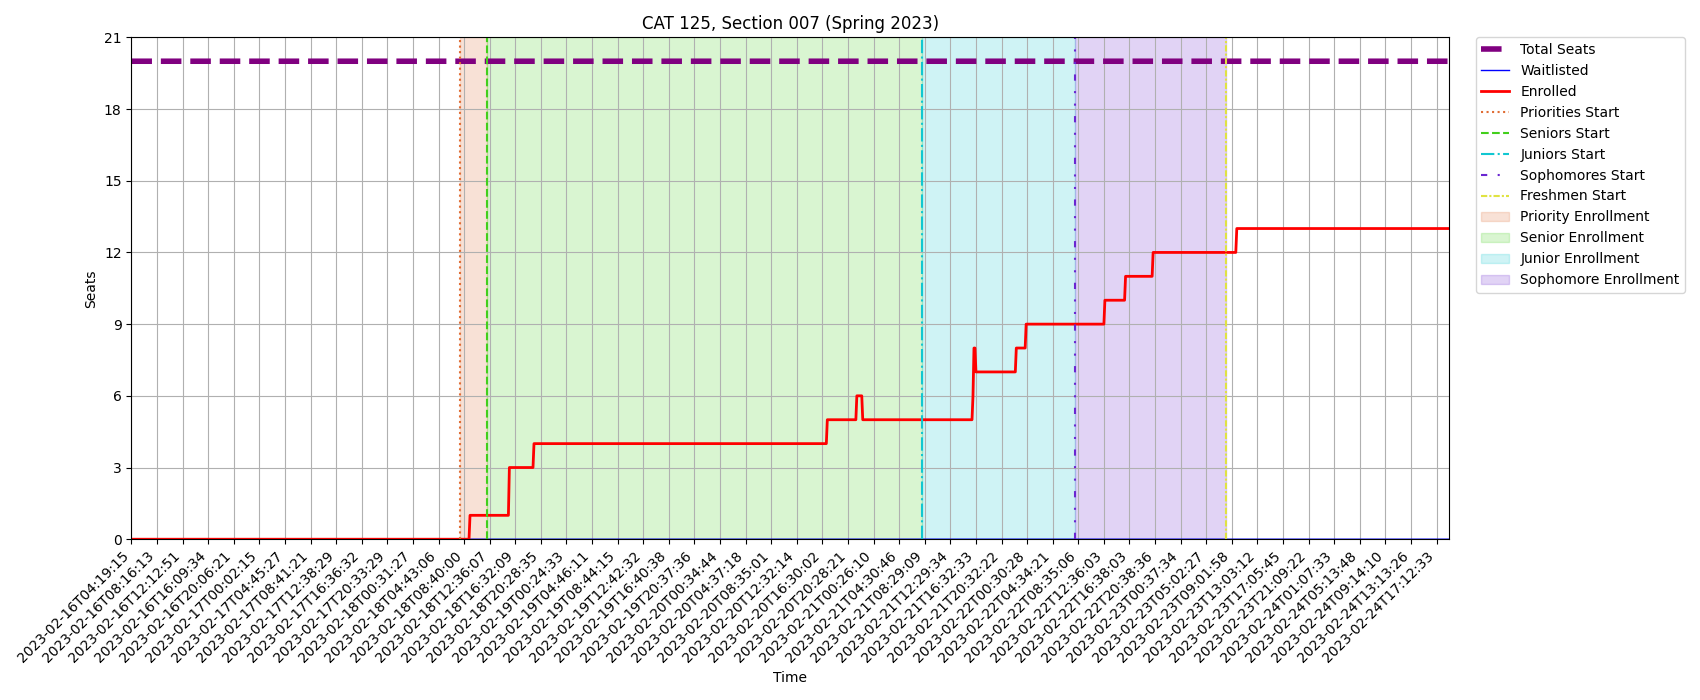 CAT 125, Section 007 (Spring 2023)
Seats
21
18
15
12
9
6
3
0
2023-02-16T04:19:15
2023-02-16T08:16:13
2023-02-16T12:12:51
2023-02-16T16:09:34
2023-02-16T20:06:21
2023-02-17T00:02:15
2023-02-17T04:45:27
2023-02-17T08:41:21
2023-02-17T12:38:29
2023-02-17T16:36:32
2023-02-17T20:33:29
2023-02-18T00:31:27
2023-02-18T04:43:06
2023-02-18T08:40:00
2023-02-18T12:36:07
2023-02-18T16:32:09
2023-02-18T20:28:35
2023-02-19T00:24:33
2023-02-19T04:46:11
2023-02-19T08:44:15
2023-02-19T12:42:32
2023-02-19T16:40:38
2023-02-19T20:37:36
2023-02-20T00:34:44
2023-02-20T04:37:18
2023-02-20T08:35:01
2023-02-20T12:32:14
2023-02-20T16:30:02
2023-02-20T20:28:21
2023-02-21T00:26:10
2023-02-21T04:30:46
2023-02-21T08:29:09
2023-02-21T12:29:34
2023-02-21T16:32:33
2023-02-21T20:32:22
2023-02-22T00:30:28
2023-02-22T04:34:21
2023-02-22T08:35:06
2023-02-22T12:36:03
2023-02-22T16:38:03
2023-02-22T20:38:36
2023-02-23T00:37:34
2023-02-23T05:02:27
2023-02-23T09:01:58
2023-02-23T13:03:12
2023-02-23T17:05:45
2023-02-23T21:09:22
2023-02-24T01:07:33
2023-02-24T05:13:48
2023-02-24T09:14:10
2023-02-24T13:13:26
2023-02-24T17:12:33
Time
Total Seats
Waitlisted
Enrolled
Priorities Start
Seniors Start
Juniors Start
Sophomores Start
Freshmen Start
Priority Enrollment
Senior Enrollment
Junior Enrollment
Sophomore Enrollment